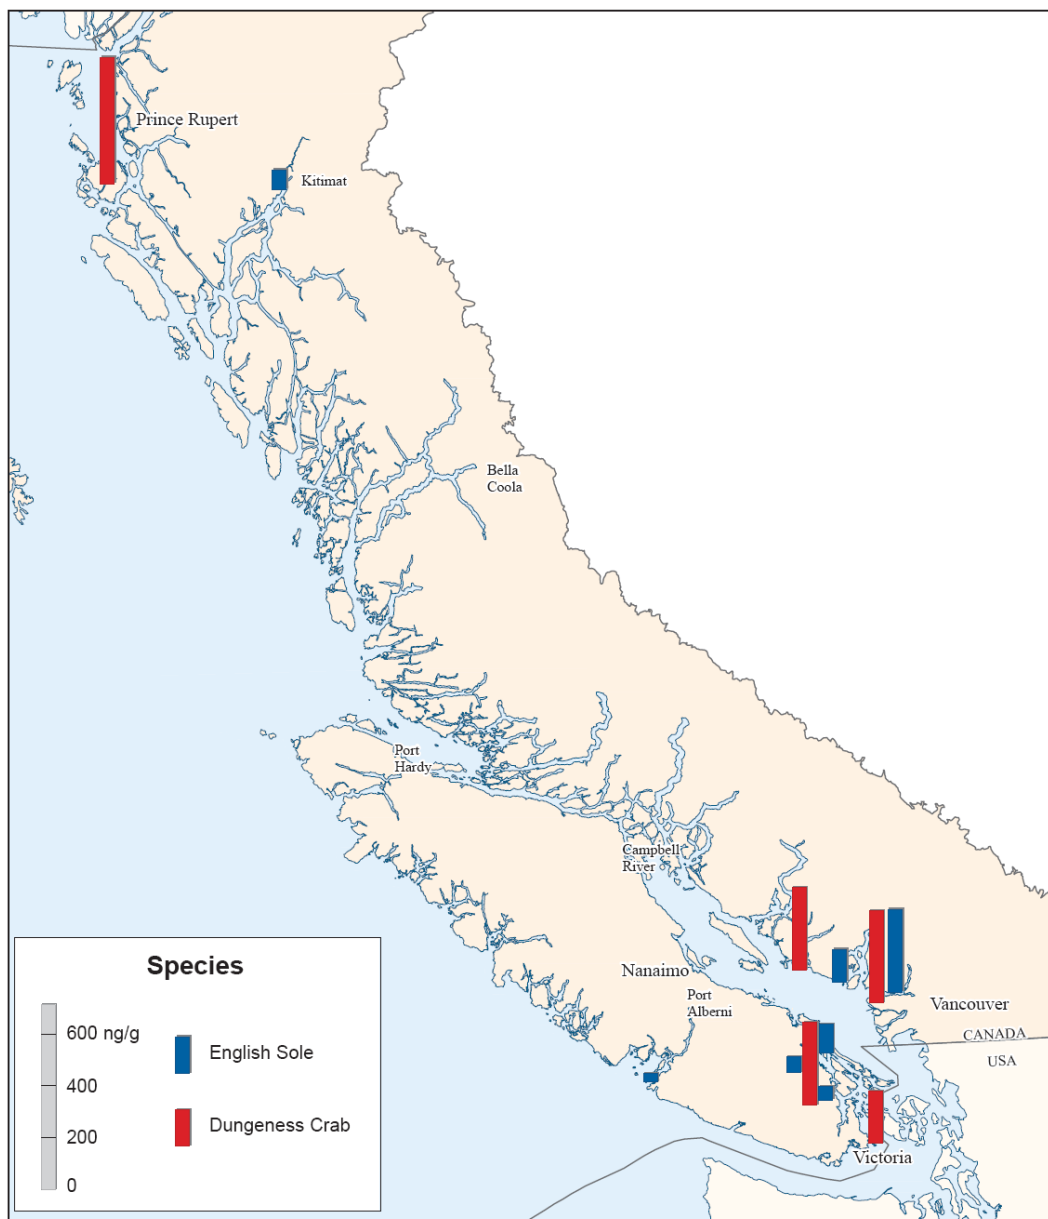 Prince Rupert
Kitimat
Bella
Coola
Port
Hardy
Campbell
River
Nanaimo
Port
Alberni
Vancouver
CANADA
USA
Victoria
Species
600 ng/g
400
200
0
English Sole
Dungeness Crab